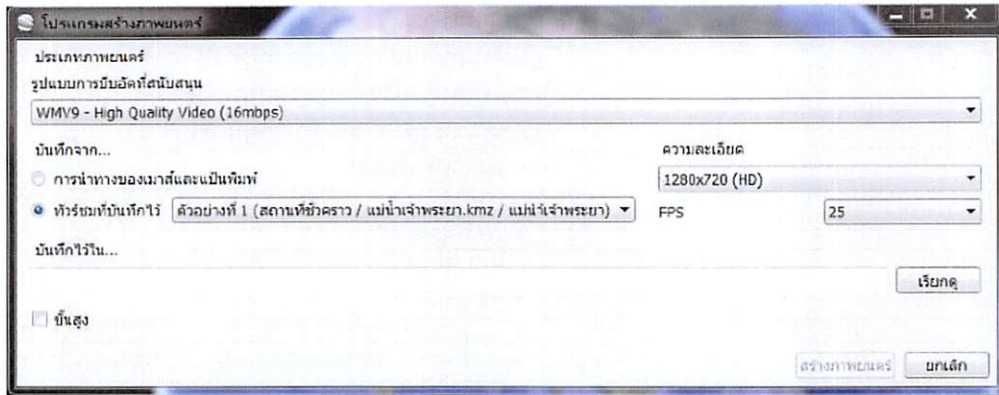 โปรแกรมสร้างภาพยนตร์
ประเภทภาพยนตร์
รูปแบบการบีบอัดที่สนับสนุน
WMV9 - High Quality Video (16mbps)
บันทึกจาก...
ความละเอียด
การนำทางของเมาส์และแป้นพิมพ์
1280x720 (HD)
ทัวร์ชมที่บันทึกไว้ ตัวอย่างที่ 1 (สถานที่ชั่วคราว / แม่น้ำเจ้าพระยา.kmz / แม่น้ำเจ้าพระยา) FPS 25
บันทึกไว้ใน...
เรียกดู
ขั้นสูง
สร้างภาพยนตร์ ยกเลิก